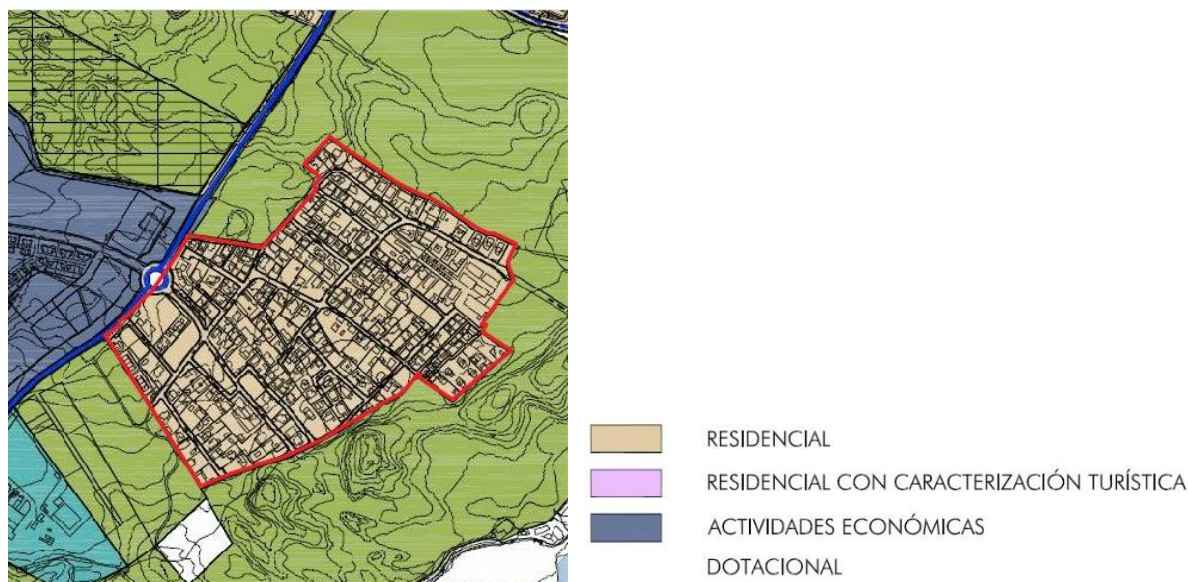 RESIDENCIAL
RESIDENCIAL CON CARACTERIZACIÓN TURÍSTICA
ACTIVIDADES ECONÓMICAS
DOTACIONAL